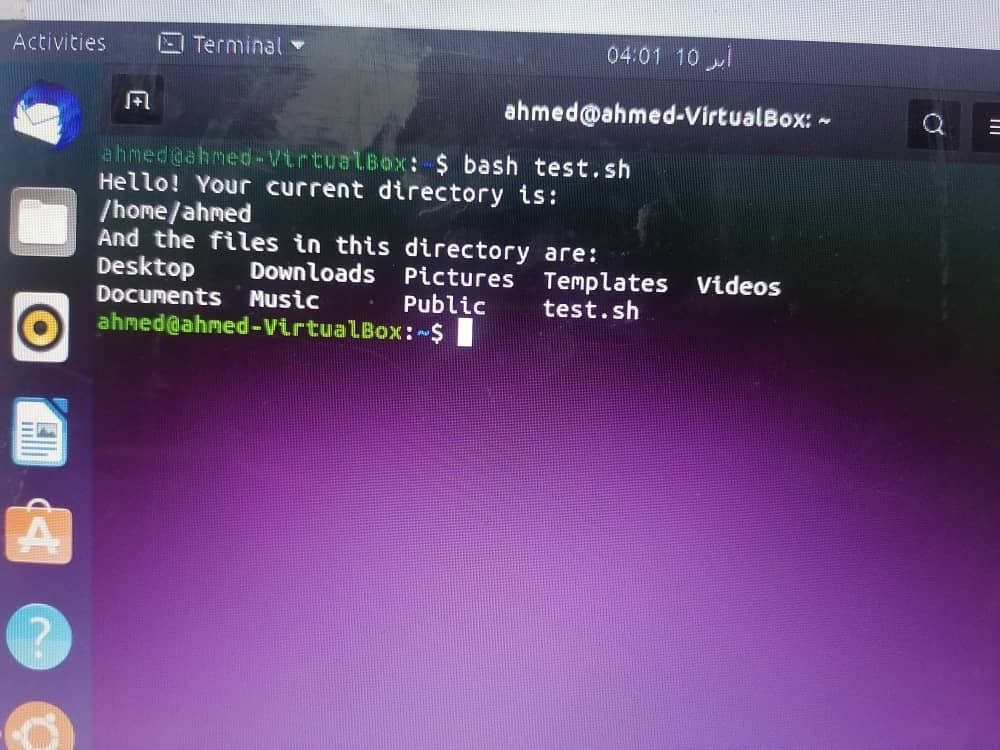 Activities Terminal 04:01 10 أبر
ahmed@ahmed-VirtualBox: ~
ahmed@ahmed-VirtualBox:~$ bash test.sh
Hello! Your current directory is:
/home/ahmed
And the files in this directory are:
Desktop Downloads Pictures Templates Videos
Documents Music Public test.sh
ahmed@ahmed-VirtualBox:~$